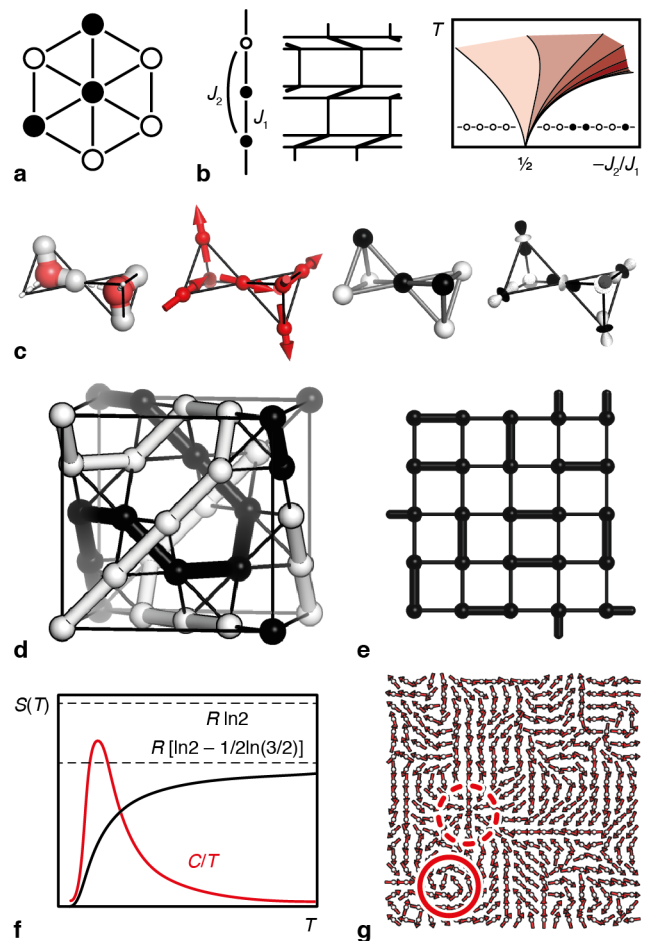 a
b
J₂
J₁
T
½
–J₂/J₁
c
d
e
S(T)
R ln2
R [ln2 – 1/2ln(3/2)]
C/T
T
f
g